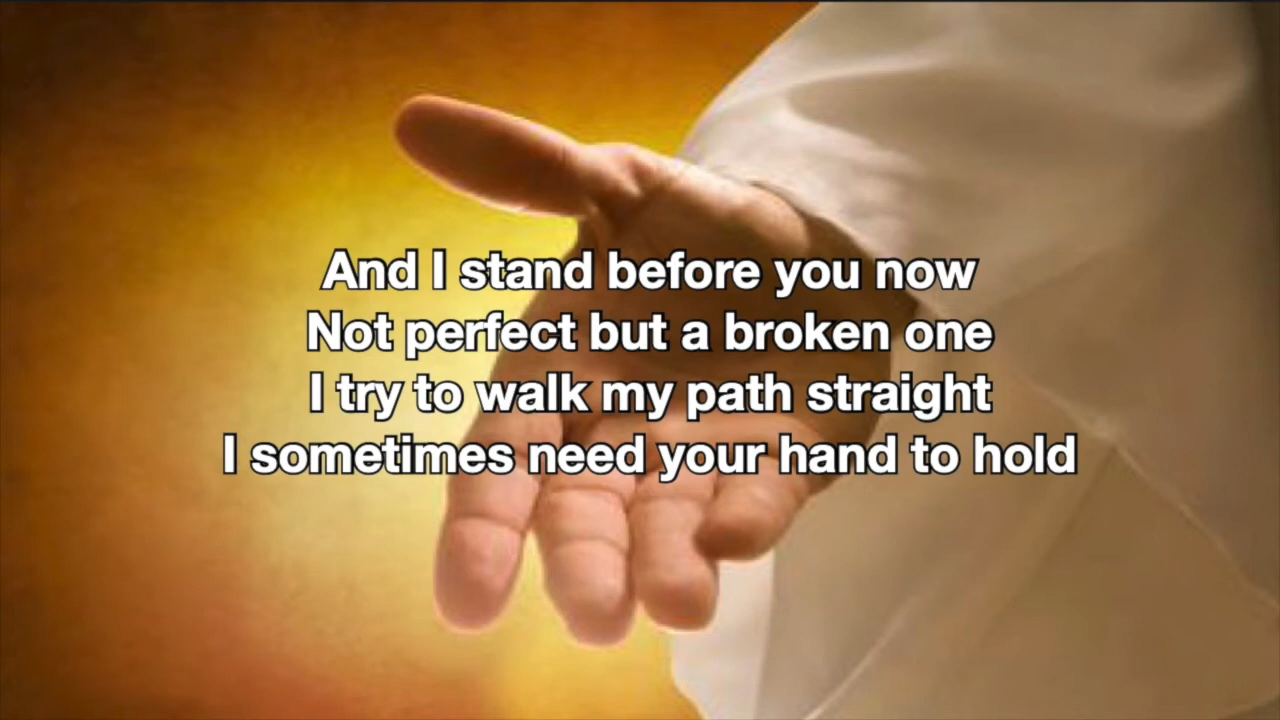 And I stand before you now
Not perfect but a broken one
I try to walk my path straight
I sometimes need your hand to hold